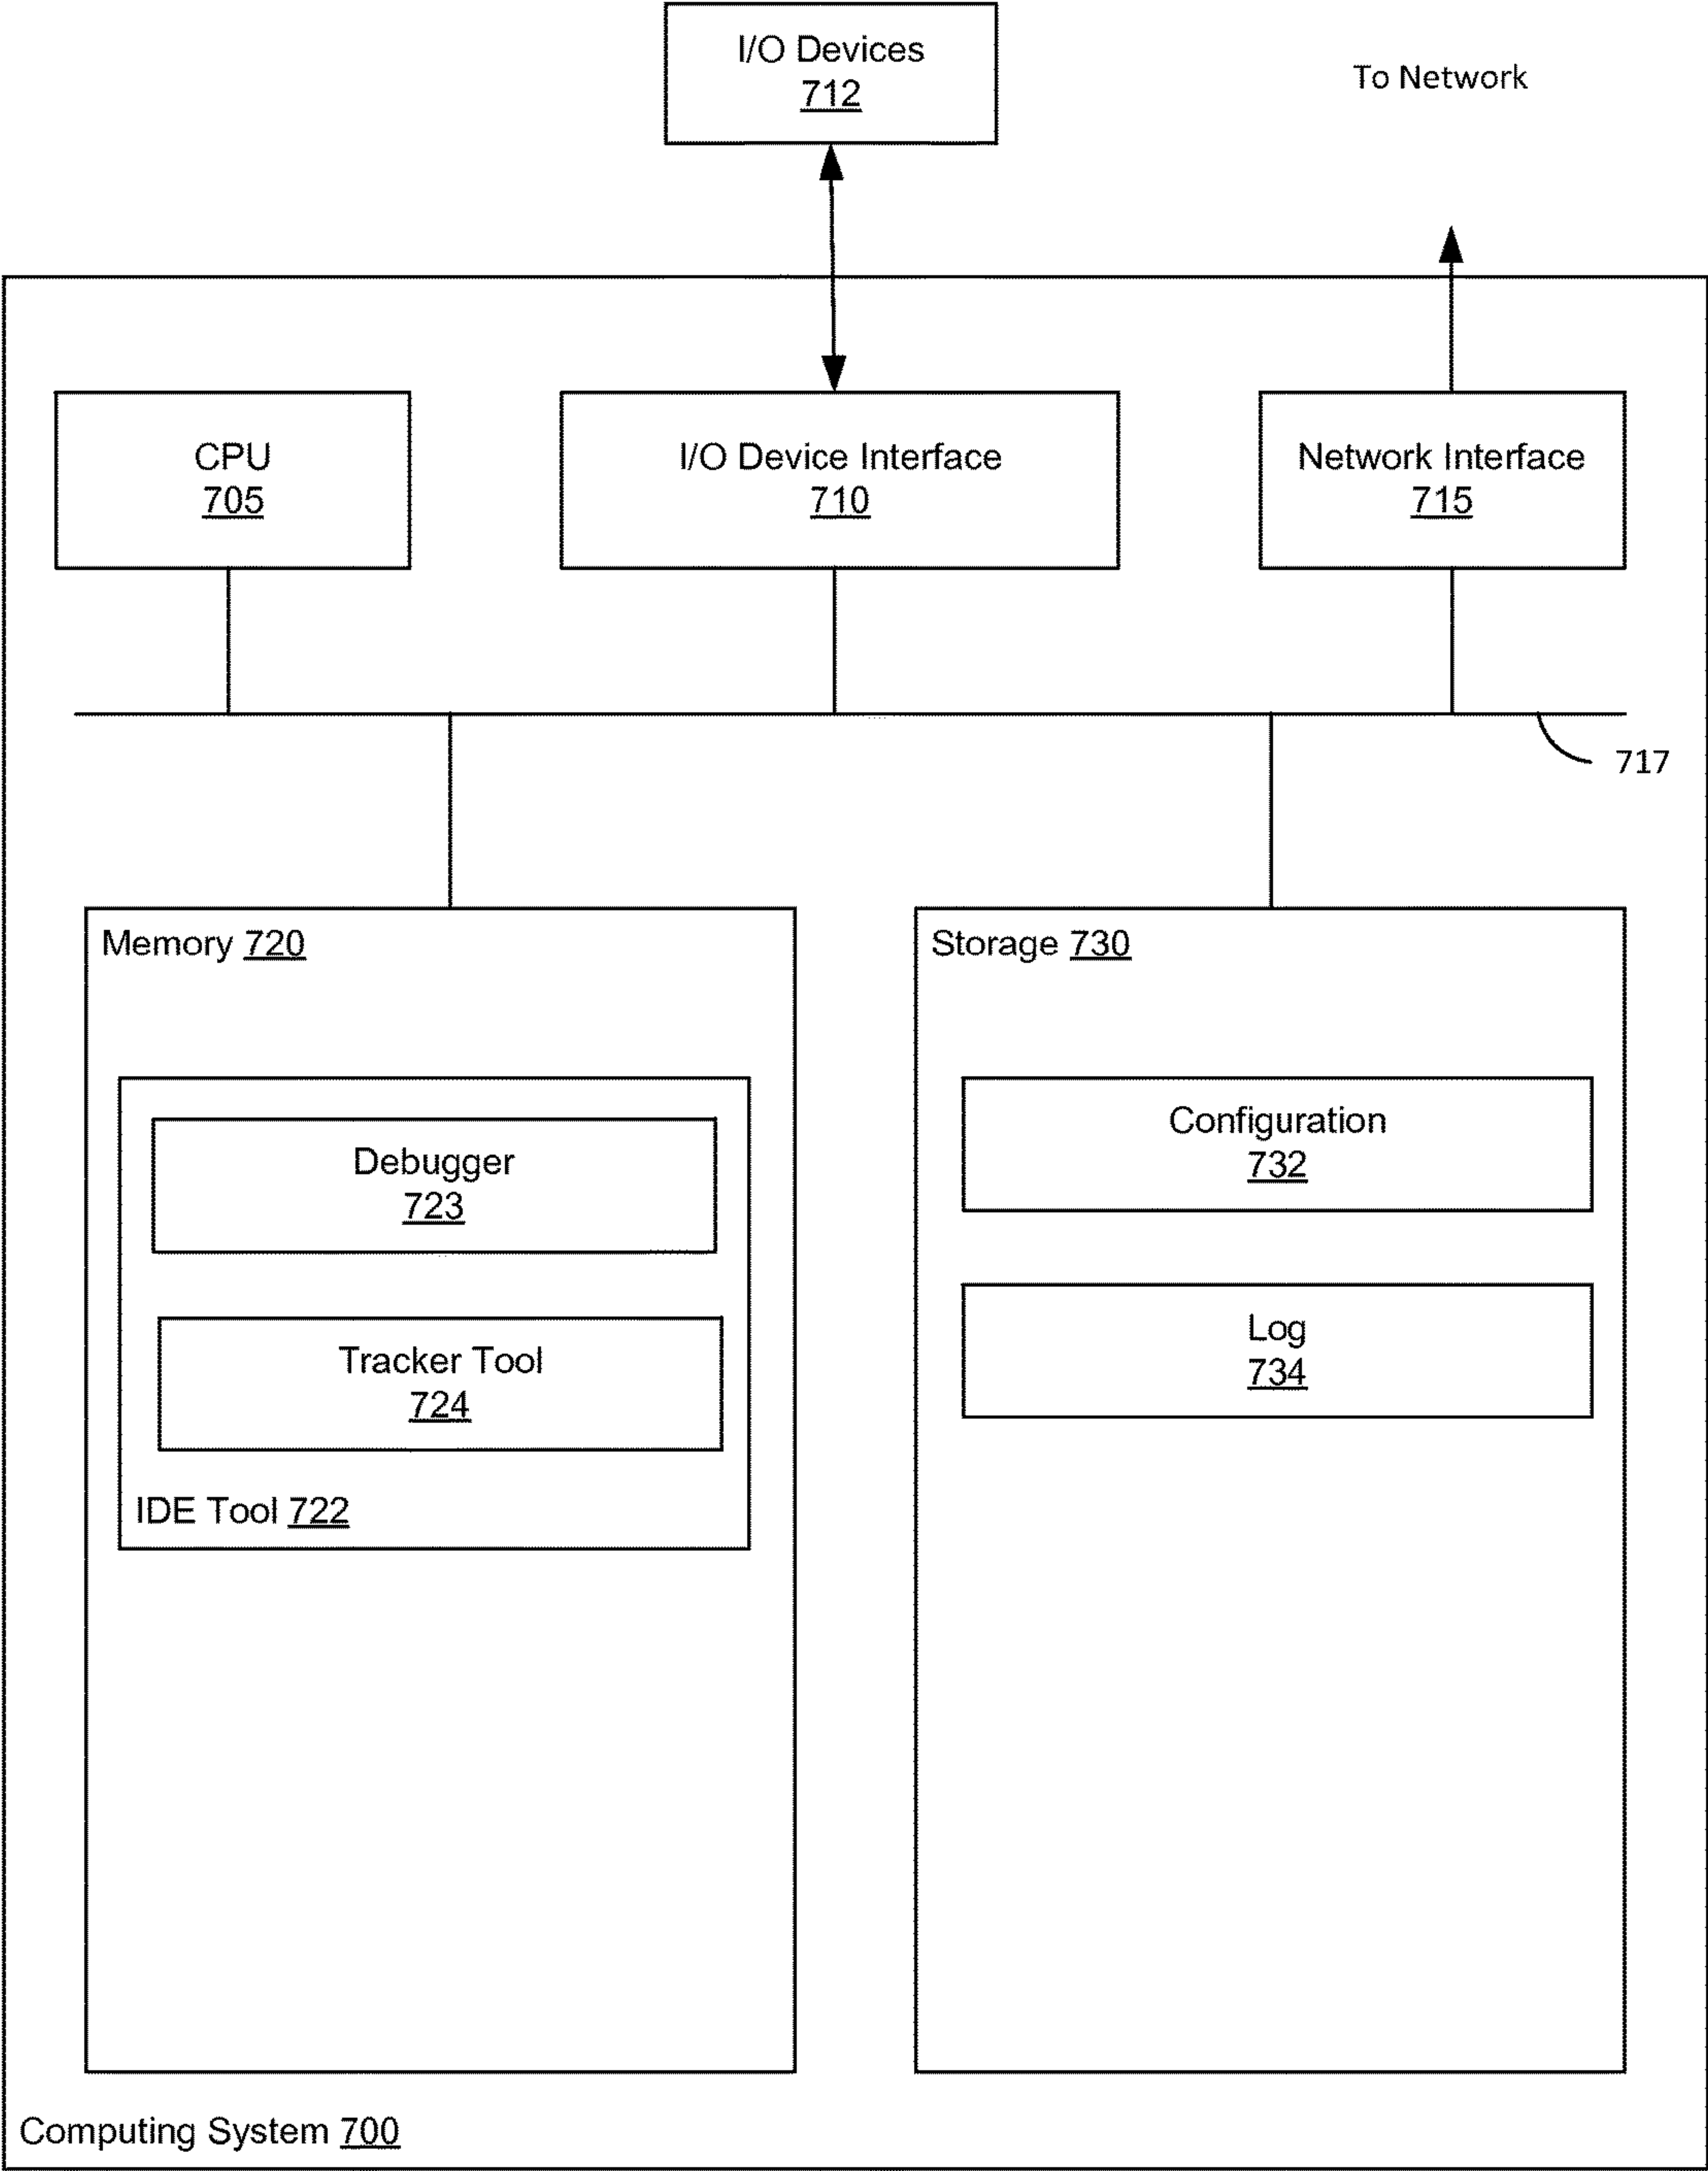 I/O Devices
712
To Network
CPU
705
I/O Device Interface
710
Network Interface
715
717
Memory 720
Storage 730
Debugger
723
Configuration
732
Tracker Tool
724
Log
734
IDE Tool 722
Computing System 700